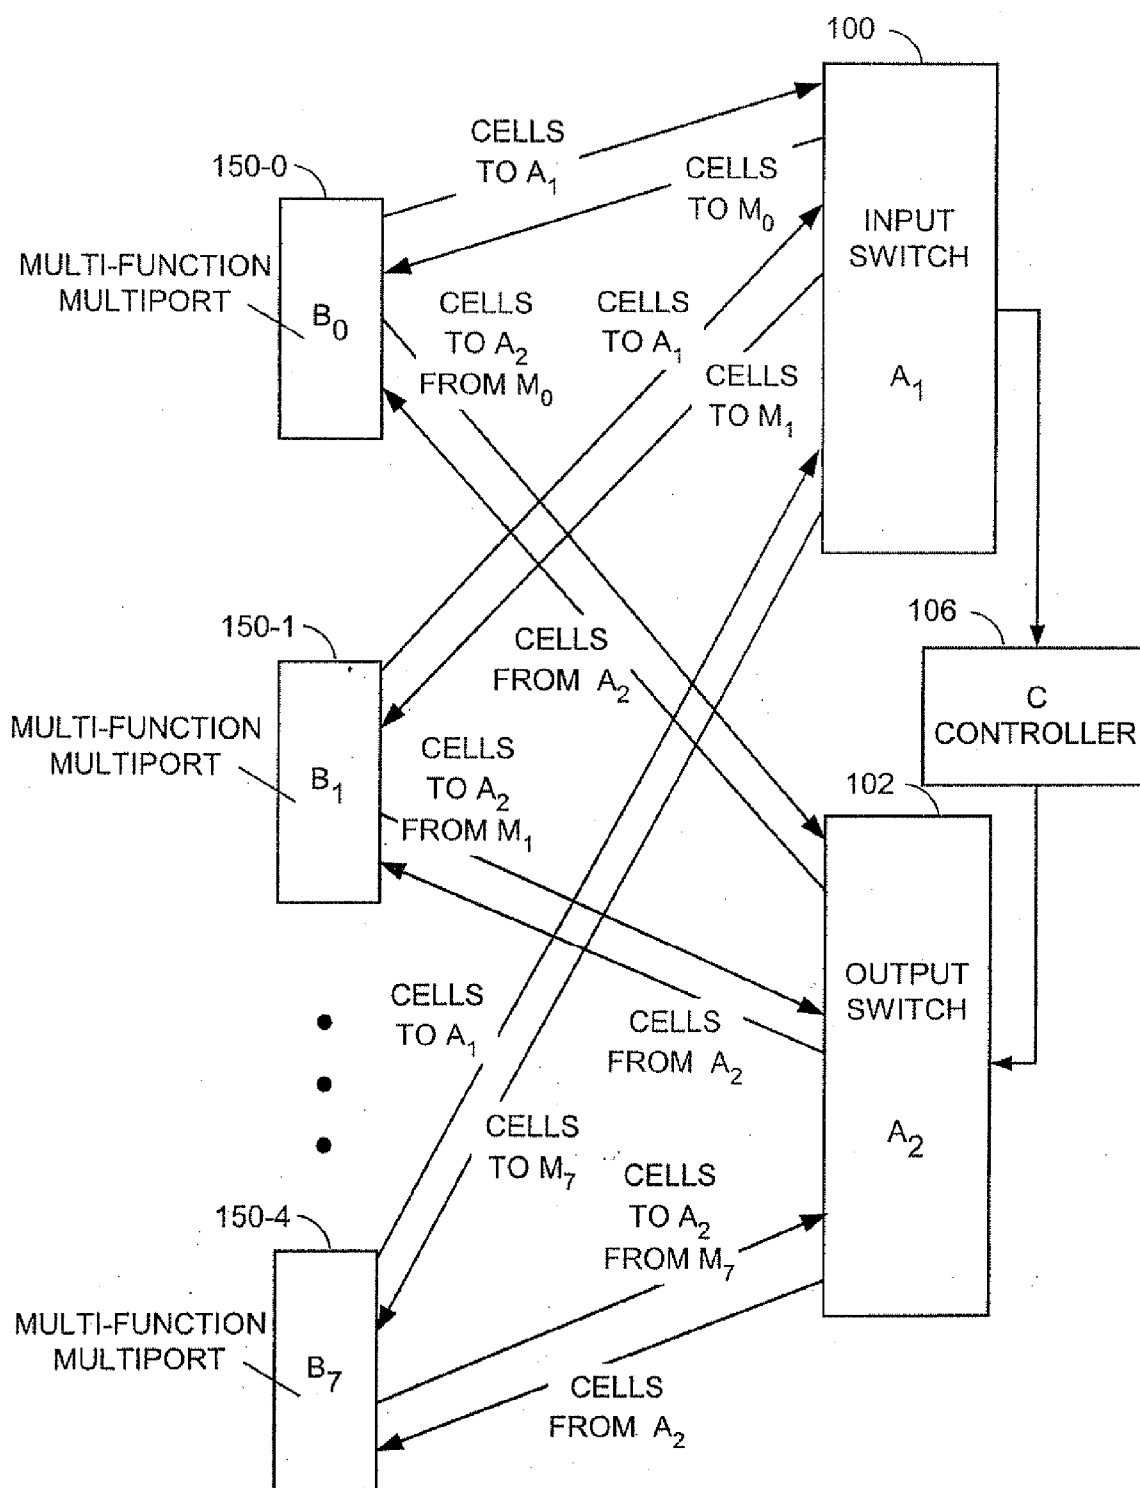 100
CELLS
TO A1
150-0
CELLS
TO M0
INPUT
SWITCH
A1
MULTI-FUNCTION
MULTIPORT
B0
CELLS
TO A2
FROM M0
CELLS
TO A1
CELLS
TO M1
106
150-1
CELLS
FROM A2
C
CONTROLLER
MULTI-FUNCTION
MULTIPORT
B1
CELLS
TO A2
FROM M1
102
OUTPUT
SWITCH
A2
CELLS
TO A1
CELLS
FROM A2
CELLS
TO M7
CELLS
TO A2
FROM M7
150-4
MULTI-FUNCTION
MULTIPORT
B7
CELLS
FROM A2